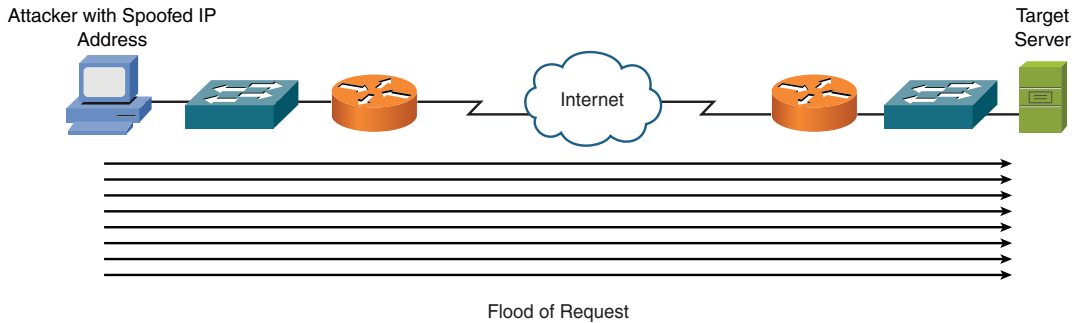 Attacker with Spoofed IP
Address
Target
Server
Internet
Flood of Request